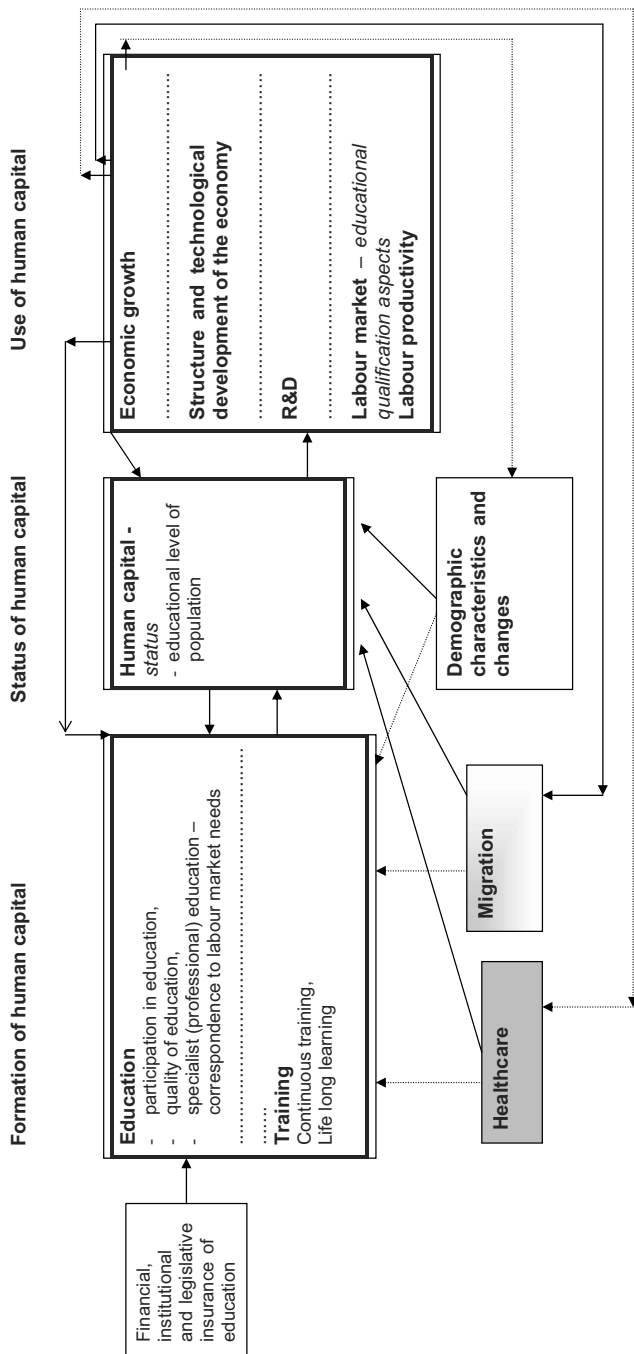 Formation of human capital
Status of human capital
Use of human capital
Financial,
institutional
and legislative
insurance of
education
Education
- participation in education,
- quality of education,
- specialist (professional) education –
correspondence to labour market needs
Training
Continuous training,
Life long learning
Human capital -
status
- educational level of
population
Economic growth
Structure and technological
development of the economy
R&D
Labour market – educational
qualification aspects
Labour productivity
Healthcare
Migration
Demographic
characteristics and
changes